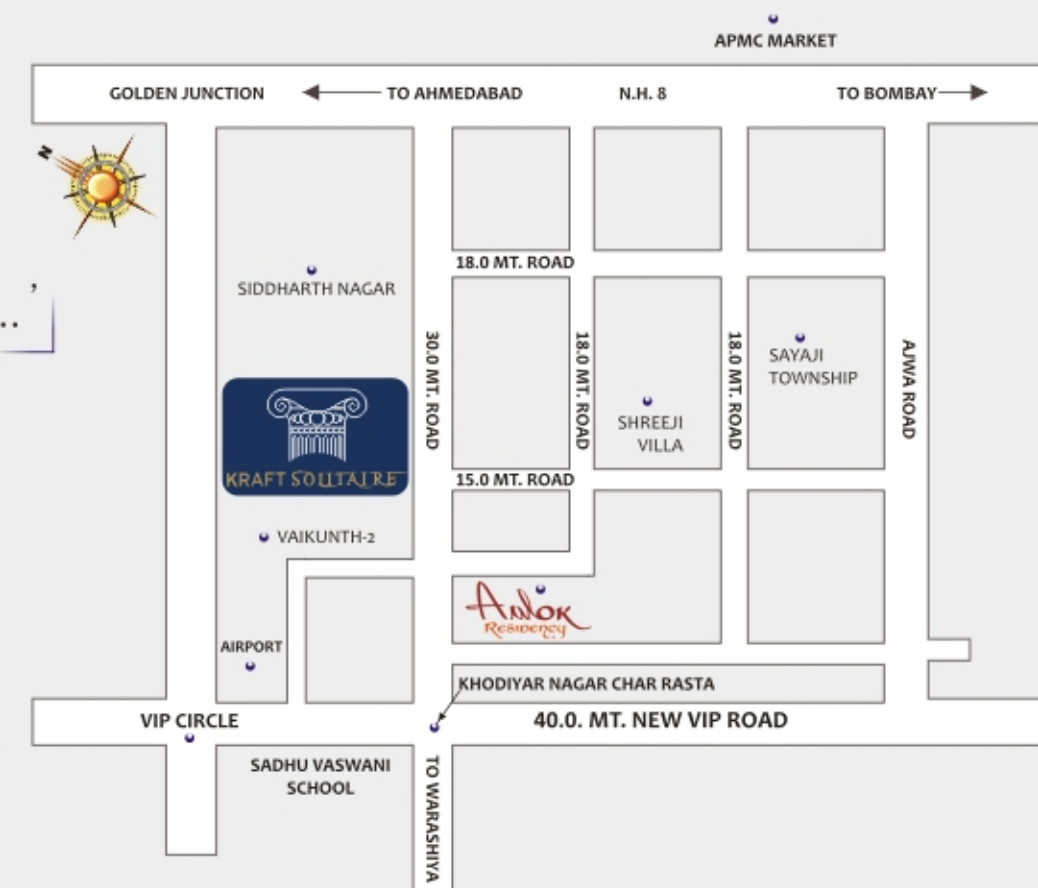 APMC MARKET
GOLDEN JUNCTION
TO AHMEDABAD
N.H. 8
TO BOMBAY
N
,
..
18.0 MT. ROAD
SIDDHARTH NAGAR
30.0 MT. ROAD
18.0 MT. ROAD
18.0 MT. ROAD
AJWA ROAD
SAYAJI
TOWNSHIP
SHREEJI
VILLA
KRAFT SOLITAIRE
15.0 MT. ROAD
VAIKUNTH-2
Amok
Residency
AIRPORT
KHODIYAR NAGAR CHAR RASTA
VIP CIRCLE
40.0. MT. NEW VIP ROAD
SADHU VASWANI
SCHOOL
TO WARASHIYA